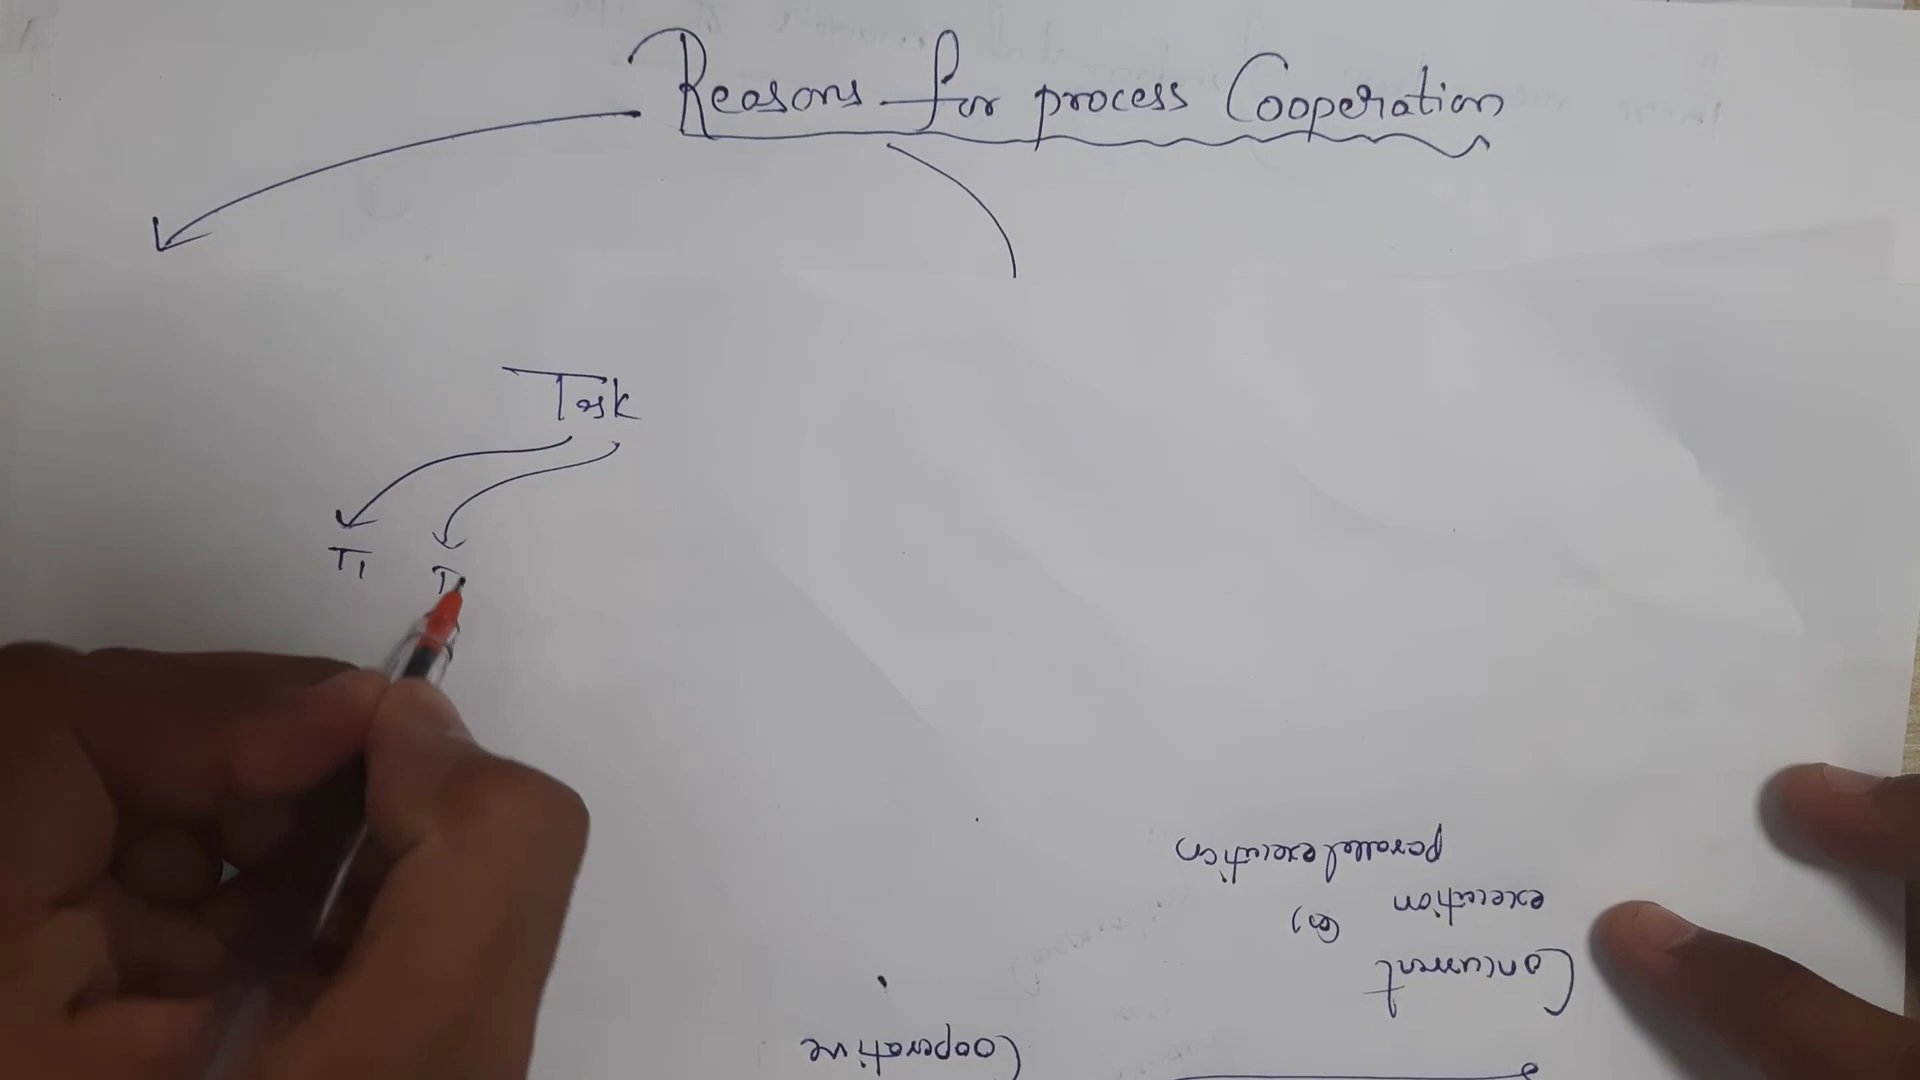 Reasons for process Cooperation
Task
T1
T
Cooperative
Concurrent
execution (or)
parallel execution